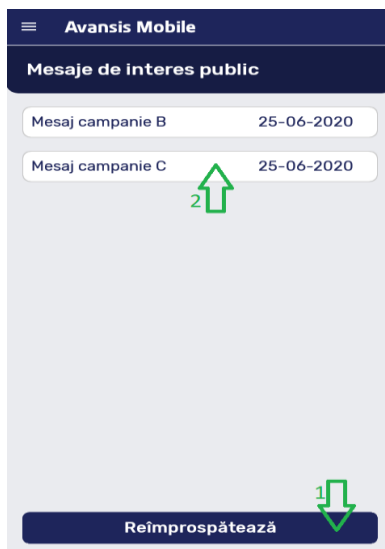 Avansis Mobile
Mesaje de interes public
Mesaj campanie B 25-06-2020
Mesaj campanie C 25-06-2020
2
1
Reîmprospătează